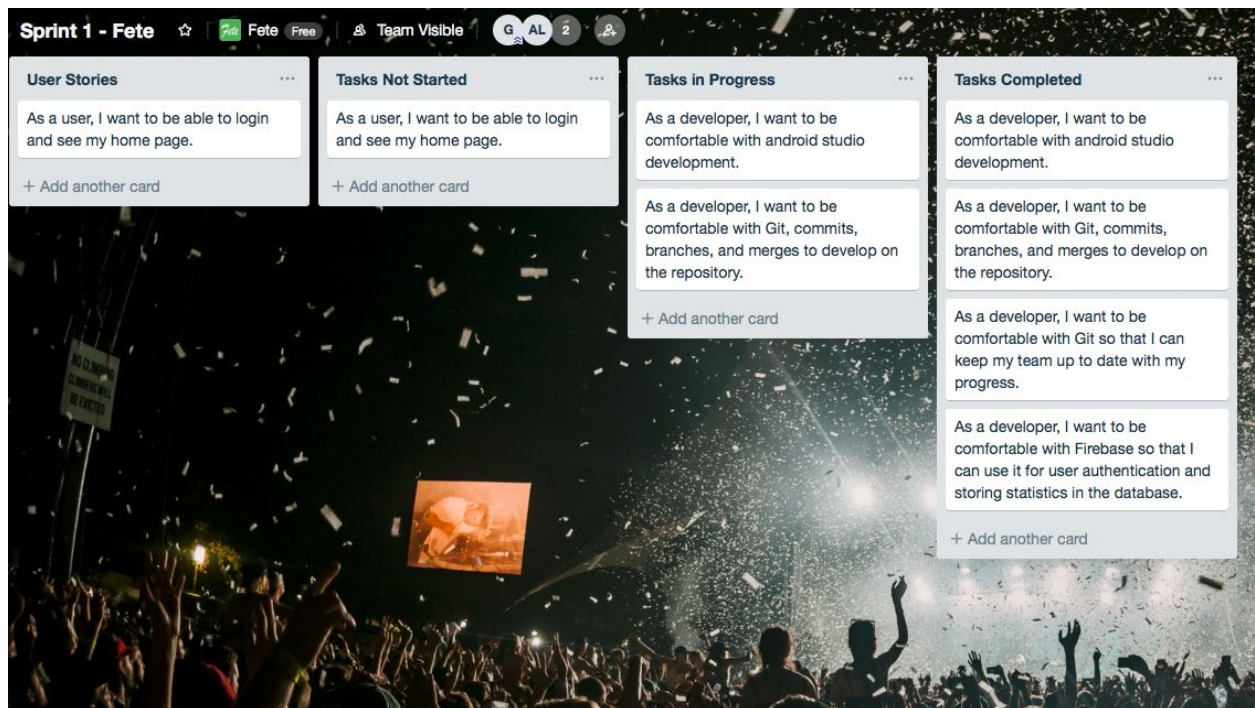 Sprint 1 - Fete
Fete
Fete Free
Team Visible
G AL 2
User Stories
As a user, I want to be able to login
and see my home page.
+ Add another card
Tasks Not Started
As a user, I want to be able to login
and see my home page.
+ Add another card
Tasks in Progress
As a developer, I want to be
comfortable with android studio
development.
As a developer, I want to be
comfortable with Git, commits,
branches, and merges to develop on
the repository.
+ Add another card
Tasks Completed
As a developer, I want to be
comfortable with android studio
development.
As a developer, I want to be
comfortable with Git, commits,
branches, and merges to develop on
the repository.
As a developer, I want to be
comfortable with Git so that I can
keep my team up to date with my
progress.
As a developer, I want to be
comfortable with Firebase so that I
can use it for user authentication and
storing statistics in the database.
+ Add another card
NO CLIMBING
CLIMBERS WILL
BE EVICTED